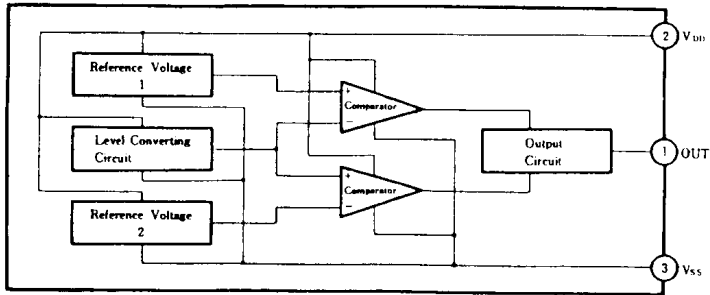 2 VDD
Reference Voltage
1
+
Comparator
−
Level Converting
Circuit
Output
Circuit
1 OUT
+
Comparator
−
Reference Voltage
2
3 VSS